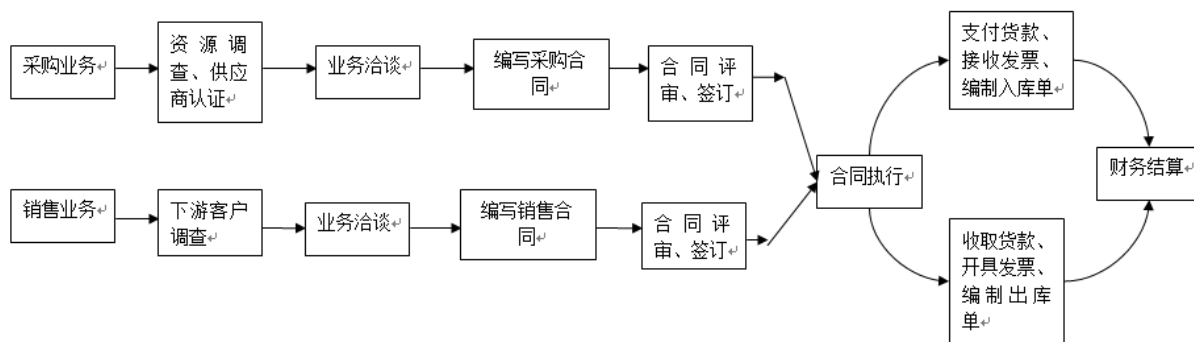 采购业务
资源调
查、供应
商认证
业务洽谈
编写采购合
同
合同评
审、签订
支付货款、
接收发票、
编制入库单
合同执行
财务结算
销售业务
下游客户
调查
业务洽谈
编写销售合
同
合同评
审、签订
收取货款、
开具发票、
编制出库
单